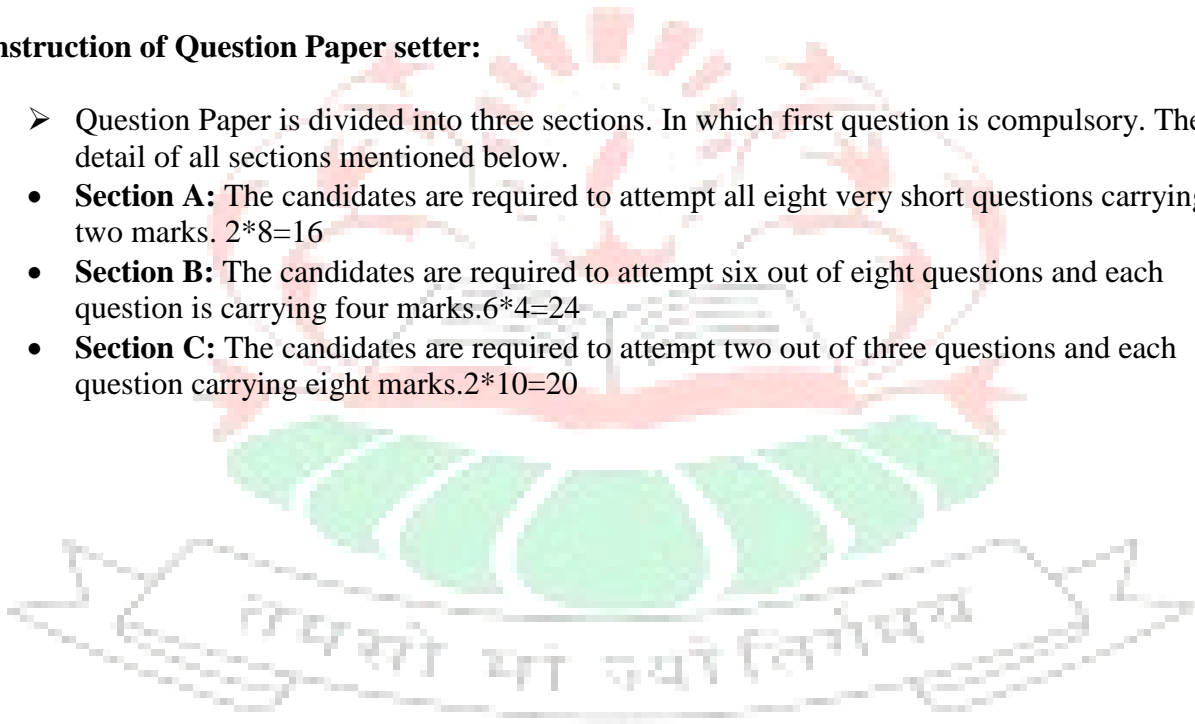 nstruction of Question Paper setter:
➢ Question Paper is divided into three sections. In which first question is compulsory. The
detail of all sections mentioned below.
• Section A: The candidates are required to attempt all eight very short questions carrying
two marks. 2*8=16
• Section B: The candidates are required to attempt six out of eight questions and each
question is carrying four marks.6*4=24
• Section C: The candidates are required to attempt two out of three questions and each
question carrying eight marks.2*10=20